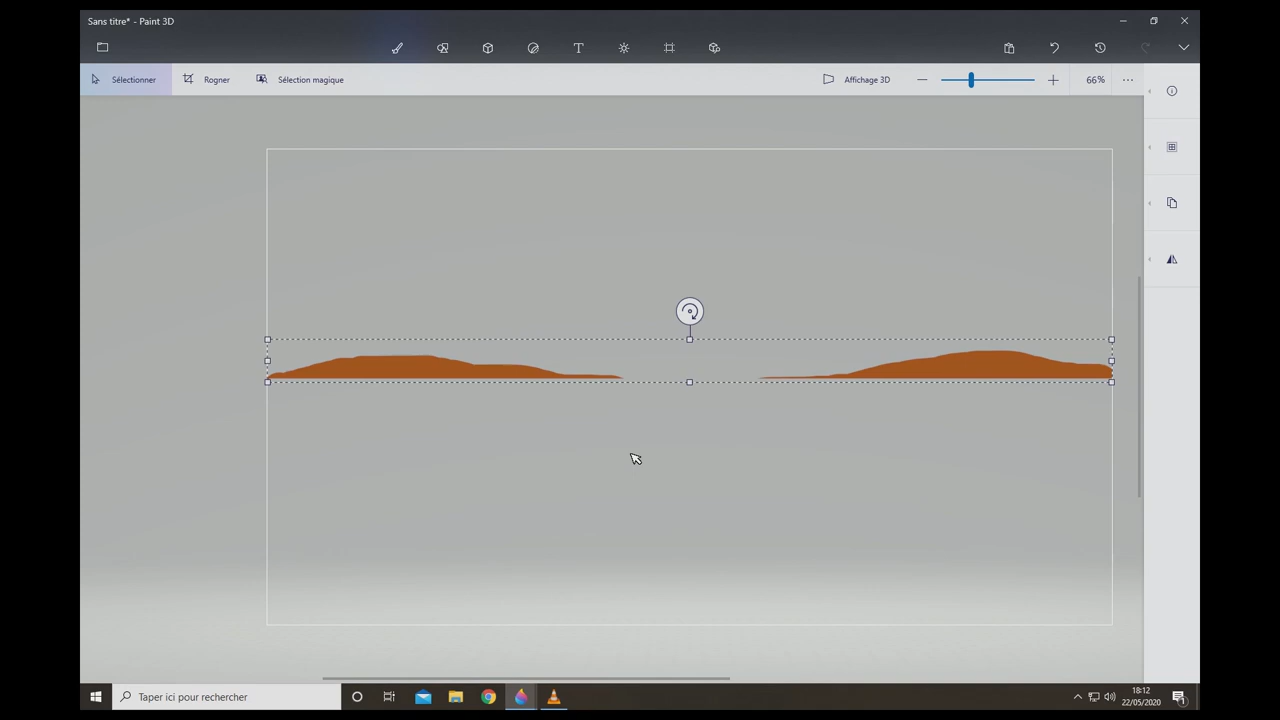 Sans titre* - Paint 3D
Sélectionner Rogner Sélection magique Affichage 3D 66%
Taper ici pour rechercher
18:12
22/05/2020
1